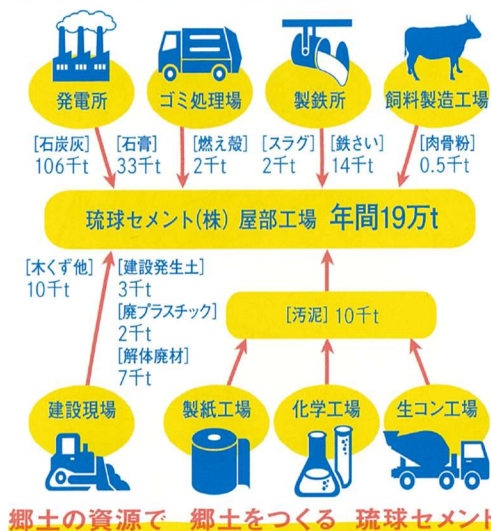 発電所
ゴミ処理場
製鉄所
飼料製造工場
[石炭灰]
106千t
[石膏]
33千t
[燃え殻]
2千t
[スラグ]
2千t
[鉄さい]
14千t
[肉骨粉]
0.5千t
琉球セメント(株) 屋部工場 年間19万t
[木くず他]
10千t
[建設発生土]
3千t
[廃プラスチック]
2千t
[解体廃材]
7千t
[汚泥] 10千t
建設現場
製紙工場
化学工場
生コン工場
郷土の資源で 郷土をつくる 琉球セメント